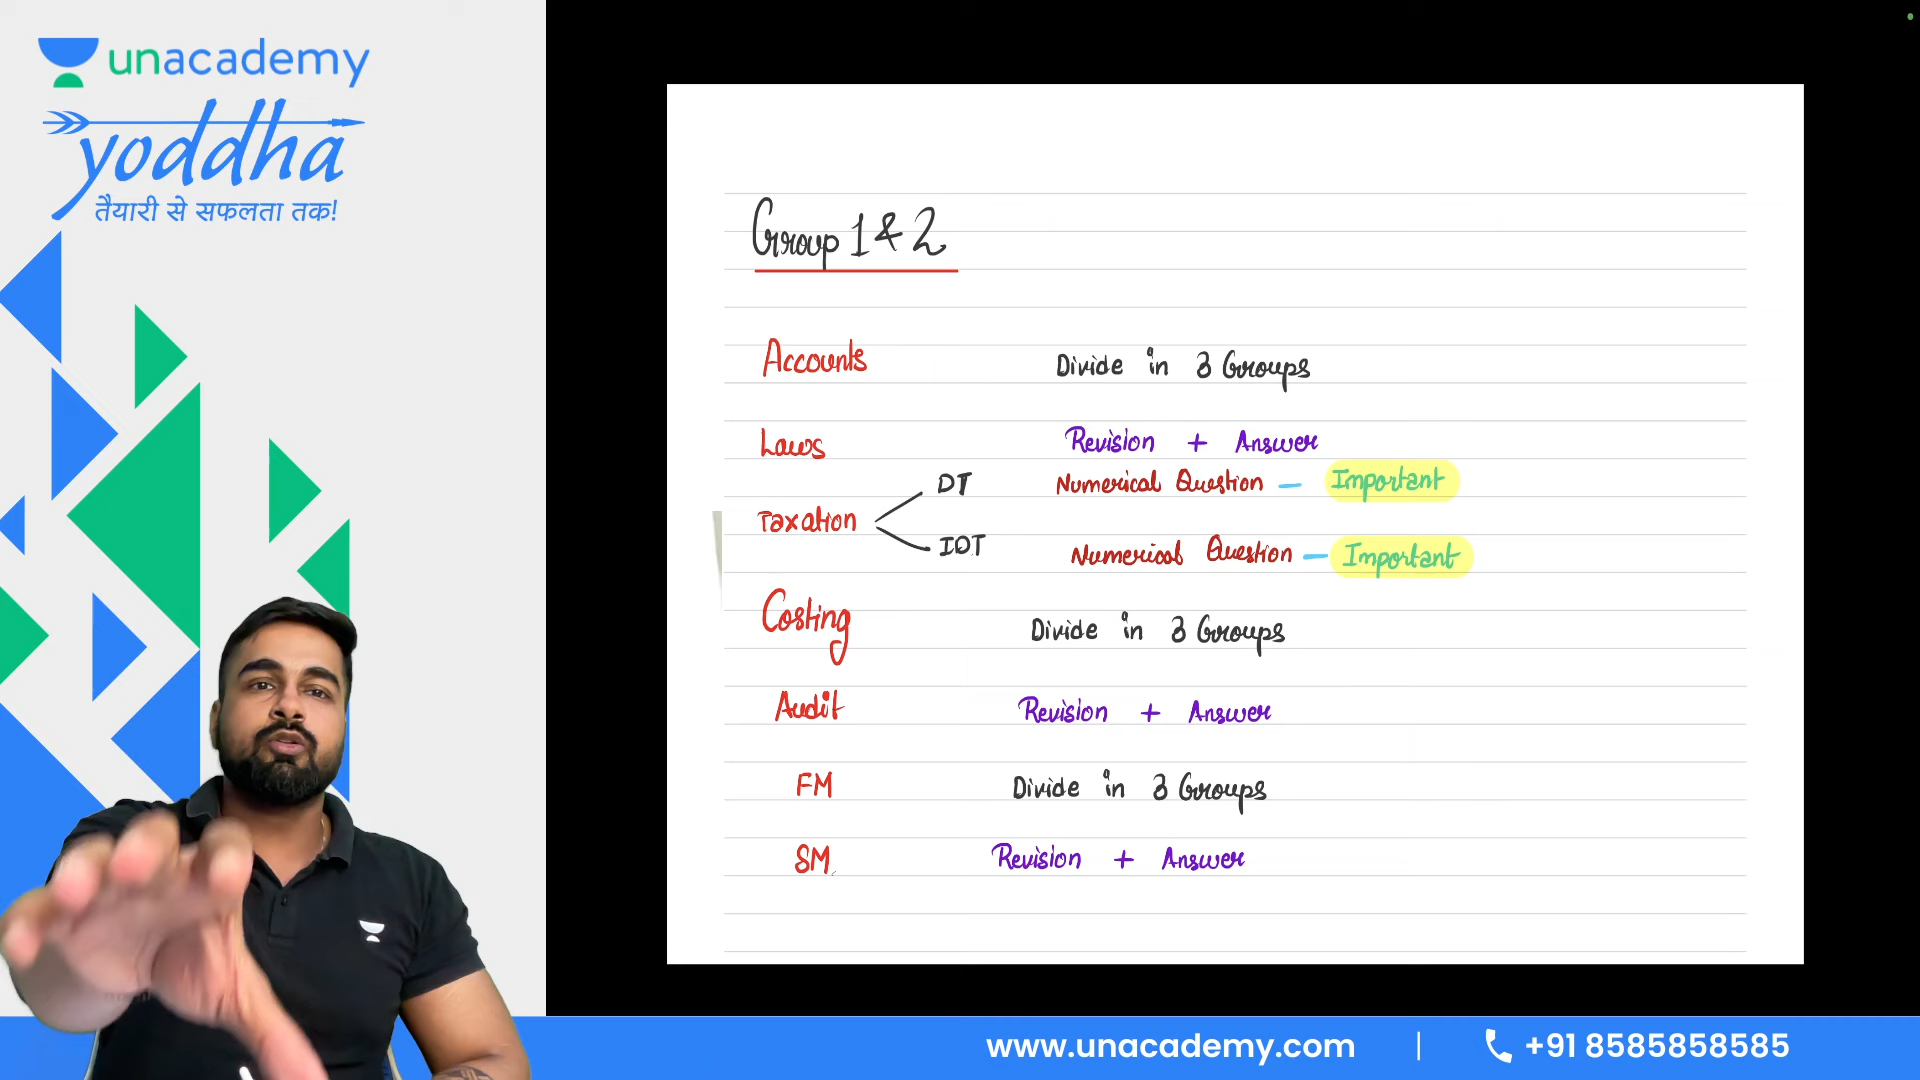 unacademy
yoddha
तैयारी से सफलता तक!
Group 1 & 2
Accounts Divide in 3 Groups
Laws Revision + Answer
DT Numerical Question - Important
Taxation
IDT Numerical Question - Important
Costing Divide in 3 Groups
Audit Revision + Answer
FM Divide in 3 Groups
SM Revision + Answer
www.unacademy.com | +91 8585858585